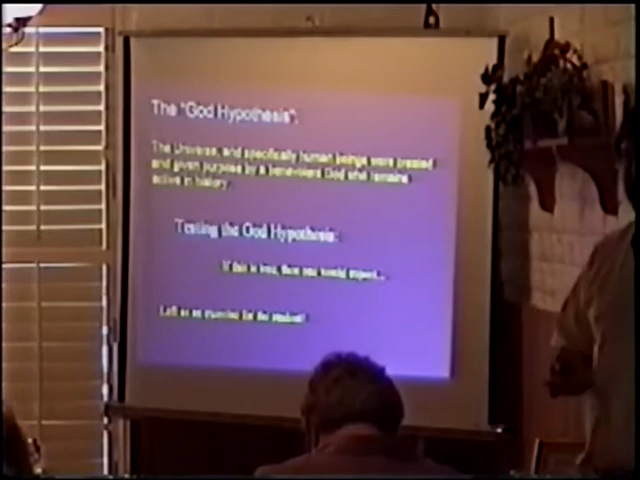 The "God Hypothesis":
The Universe, and specifically human beings were created
and given purpose by a benevolent God who remains
active in history.
Testing the God Hypothesis:
If this is true, then you would expect...
Left as an exercise for the student!